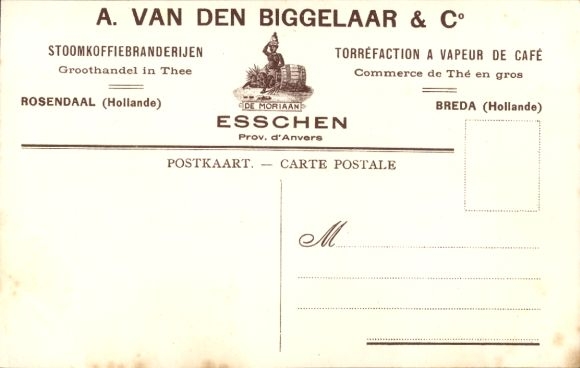 A. VAN DEN BIGGELAAR & Cº
STOOMKOFFIEBRANDERIJEN
Groothandel in Thee
ROSENDAAL (Hollande)
DE MORIAAN
ESSCHEN
Prov. d'Anvers
TORRÉFACTION A VAPEUR DE CAFÉ
Commerce de Thé en gros
BREDA (Hollande)
POSTKAART. — CARTE POSTALE
M